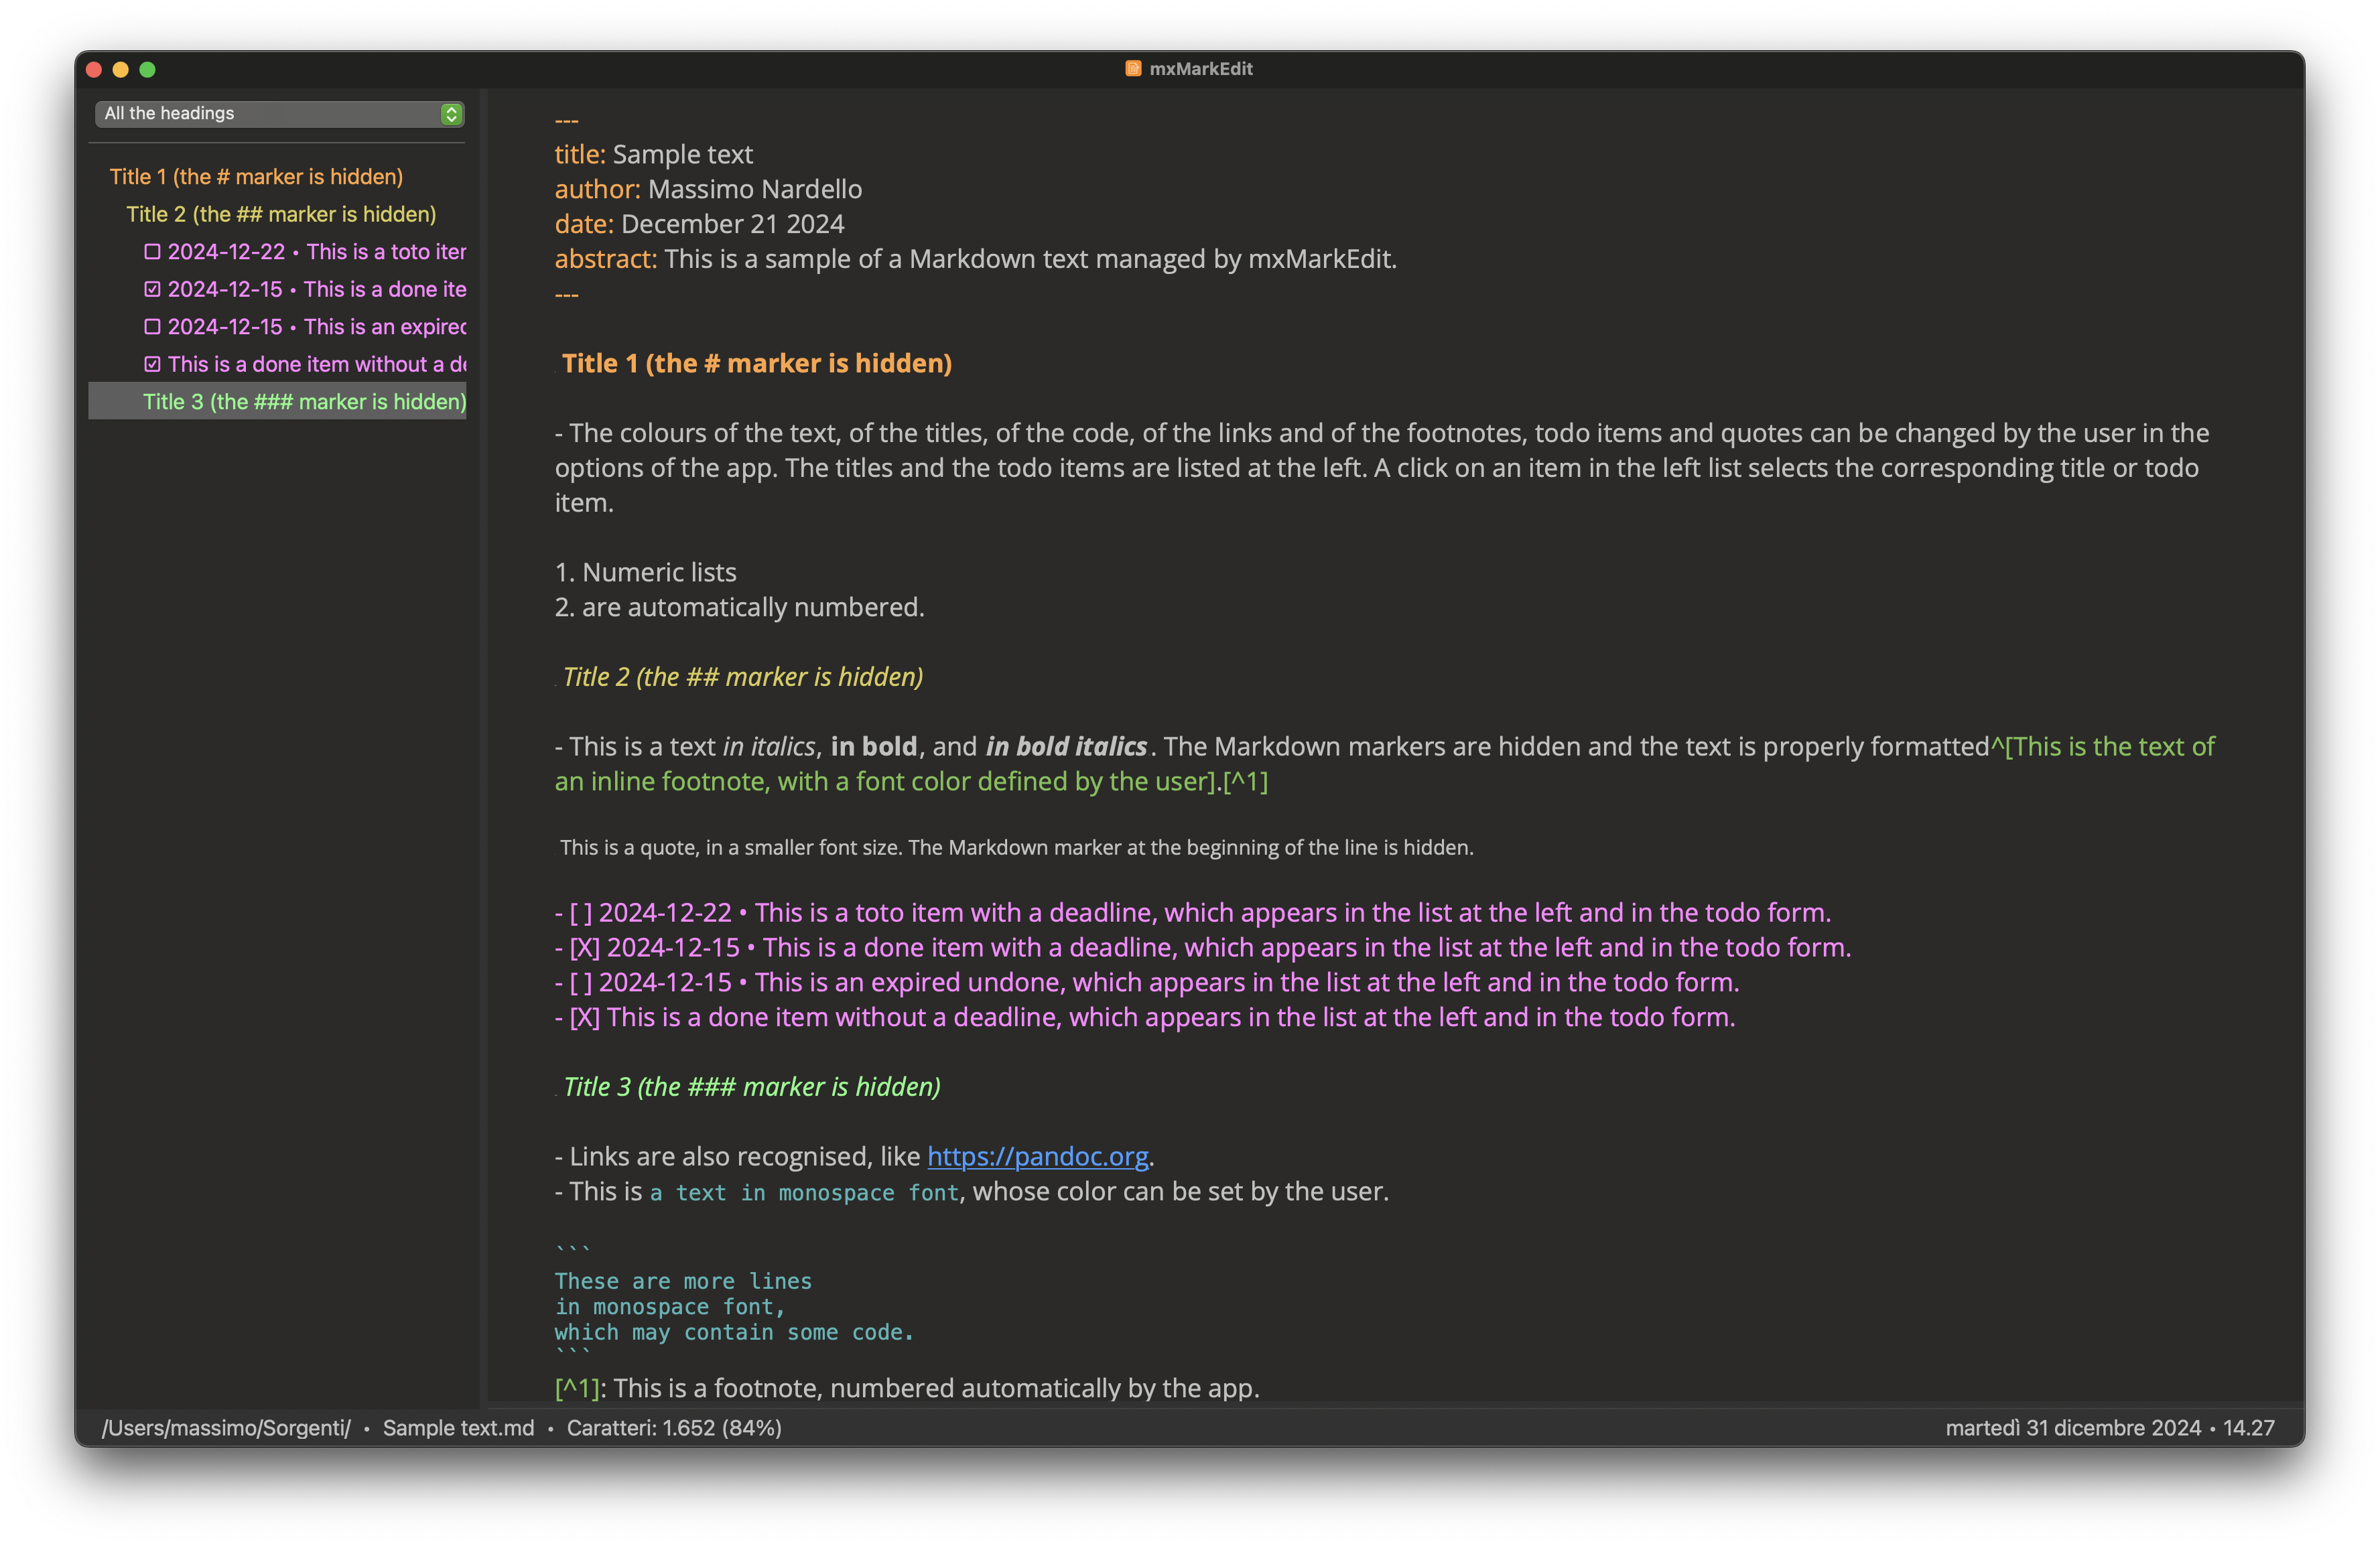 mxMarkEdit
All the headings
Title 1 (the # marker is hidden)
Title 2 (the ## marker is hidden)
☐ 2024-12-22 • This is a toto iter
☑ 2024-12-15 • This is a done ite
☐ 2024-12-15 • This is an expired
☑ This is a done item without a de
Title 3 (the ### marker is hidden)
---
title: Sample text
author: Massimo Nardello
date: December 21 2024
abstract: This is a sample of a Markdown text managed by mxMarkEdit.
---
Title 1 (the # marker is hidden)
- The colours of the text, of the titles, of the code, of the links and of the footnotes, todo items and quotes can be changed by the user in the
options of the app. The titles and the todo items are listed at the left. A click on an item in the left list selects the corresponding title or todo
item.
1. Numeric lists
2. are automatically numbered.
Title 2 (the ## marker is hidden)
- This is a text in italics, in bold, and in bold italics. The Markdown markers are hidden and the text is properly formatted^[This is the text of
an inline footnote, with a font color defined by the user].[^1]
This is a quote, in a smaller font size. The Markdown marker at the beginning of the line is hidden.
- [ ] 2024-12-22 • This is a toto item with a deadline, which appears in the list at the left and in the todo form.
- [X] 2024-12-15 • This is a done item with a deadline, which appears in the list at the left and in the todo form.
- [ ] 2024-12-15 • This is an expired undone, which appears in the list at the left and in the todo form.
- [X] This is a done item without a deadline, which appears in the list at the left and in the todo form.
Title 3 (the ### marker is hidden)
- Links are also recognised, like https://pandoc.org.
- This is a text in monospace font, whose color can be set by the user.
```
These are more lines
in monospace font,
which may contain some code.
```
[^1]: This is a footnote, numbered automatically by the app.
/Users/massimo/Sorgenti/ • Sample text.md • Caratteri: 1.652 (84%)
martedì 31 dicembre 2024 • 14.27